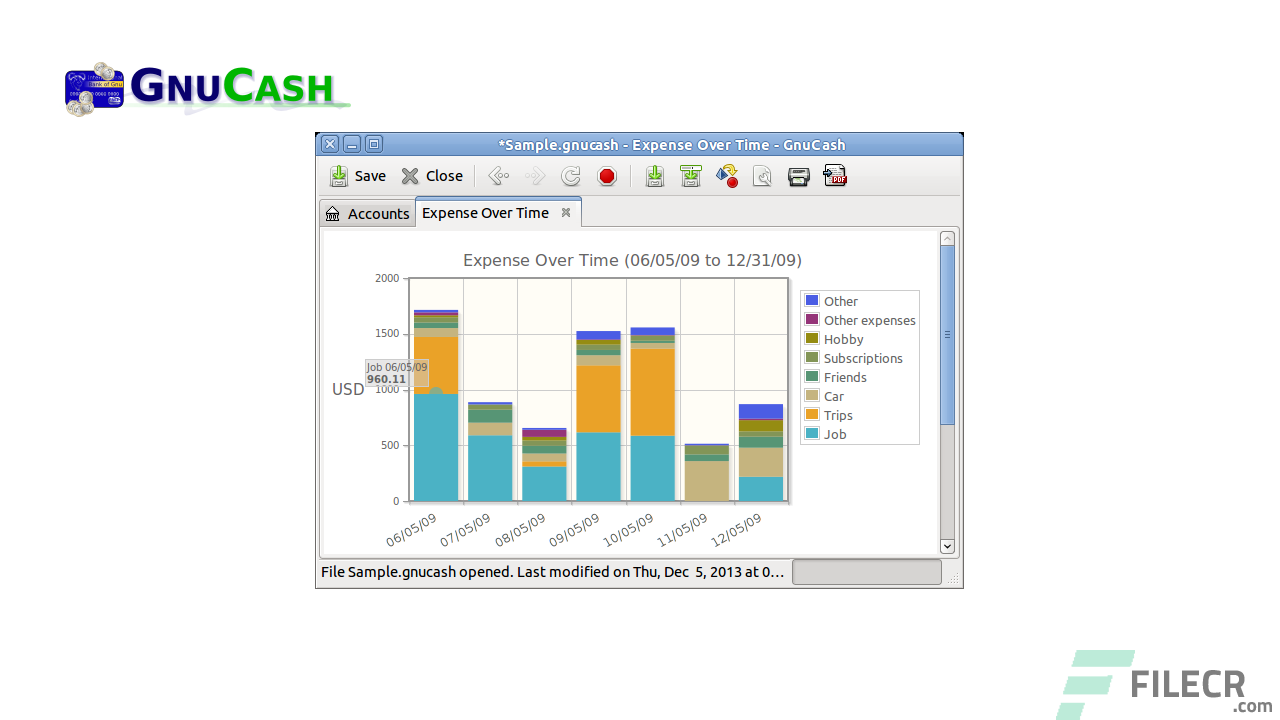 GNUCASH
Bank of Gnu
*Sample.gnucash - Expense Over Time - GnuCash
Save Close
PDF
Accounts Expense Over Time
Expense Over Time (06/05/09 to 12/31/09)
2000
1500
1000
500
0
USD
Job 06/05/09
960.11
06/05/09 07/05/09 08/05/09 09/05/09 10/05/09 11/05/09 12/05/09
Other
Other expenses
Hobby
Subscriptions
Friends
Car
Trips
Job
File Sample.gnucash opened. Last modified on Thu, Dec 5, 2013 at 0...
FILECR
.com